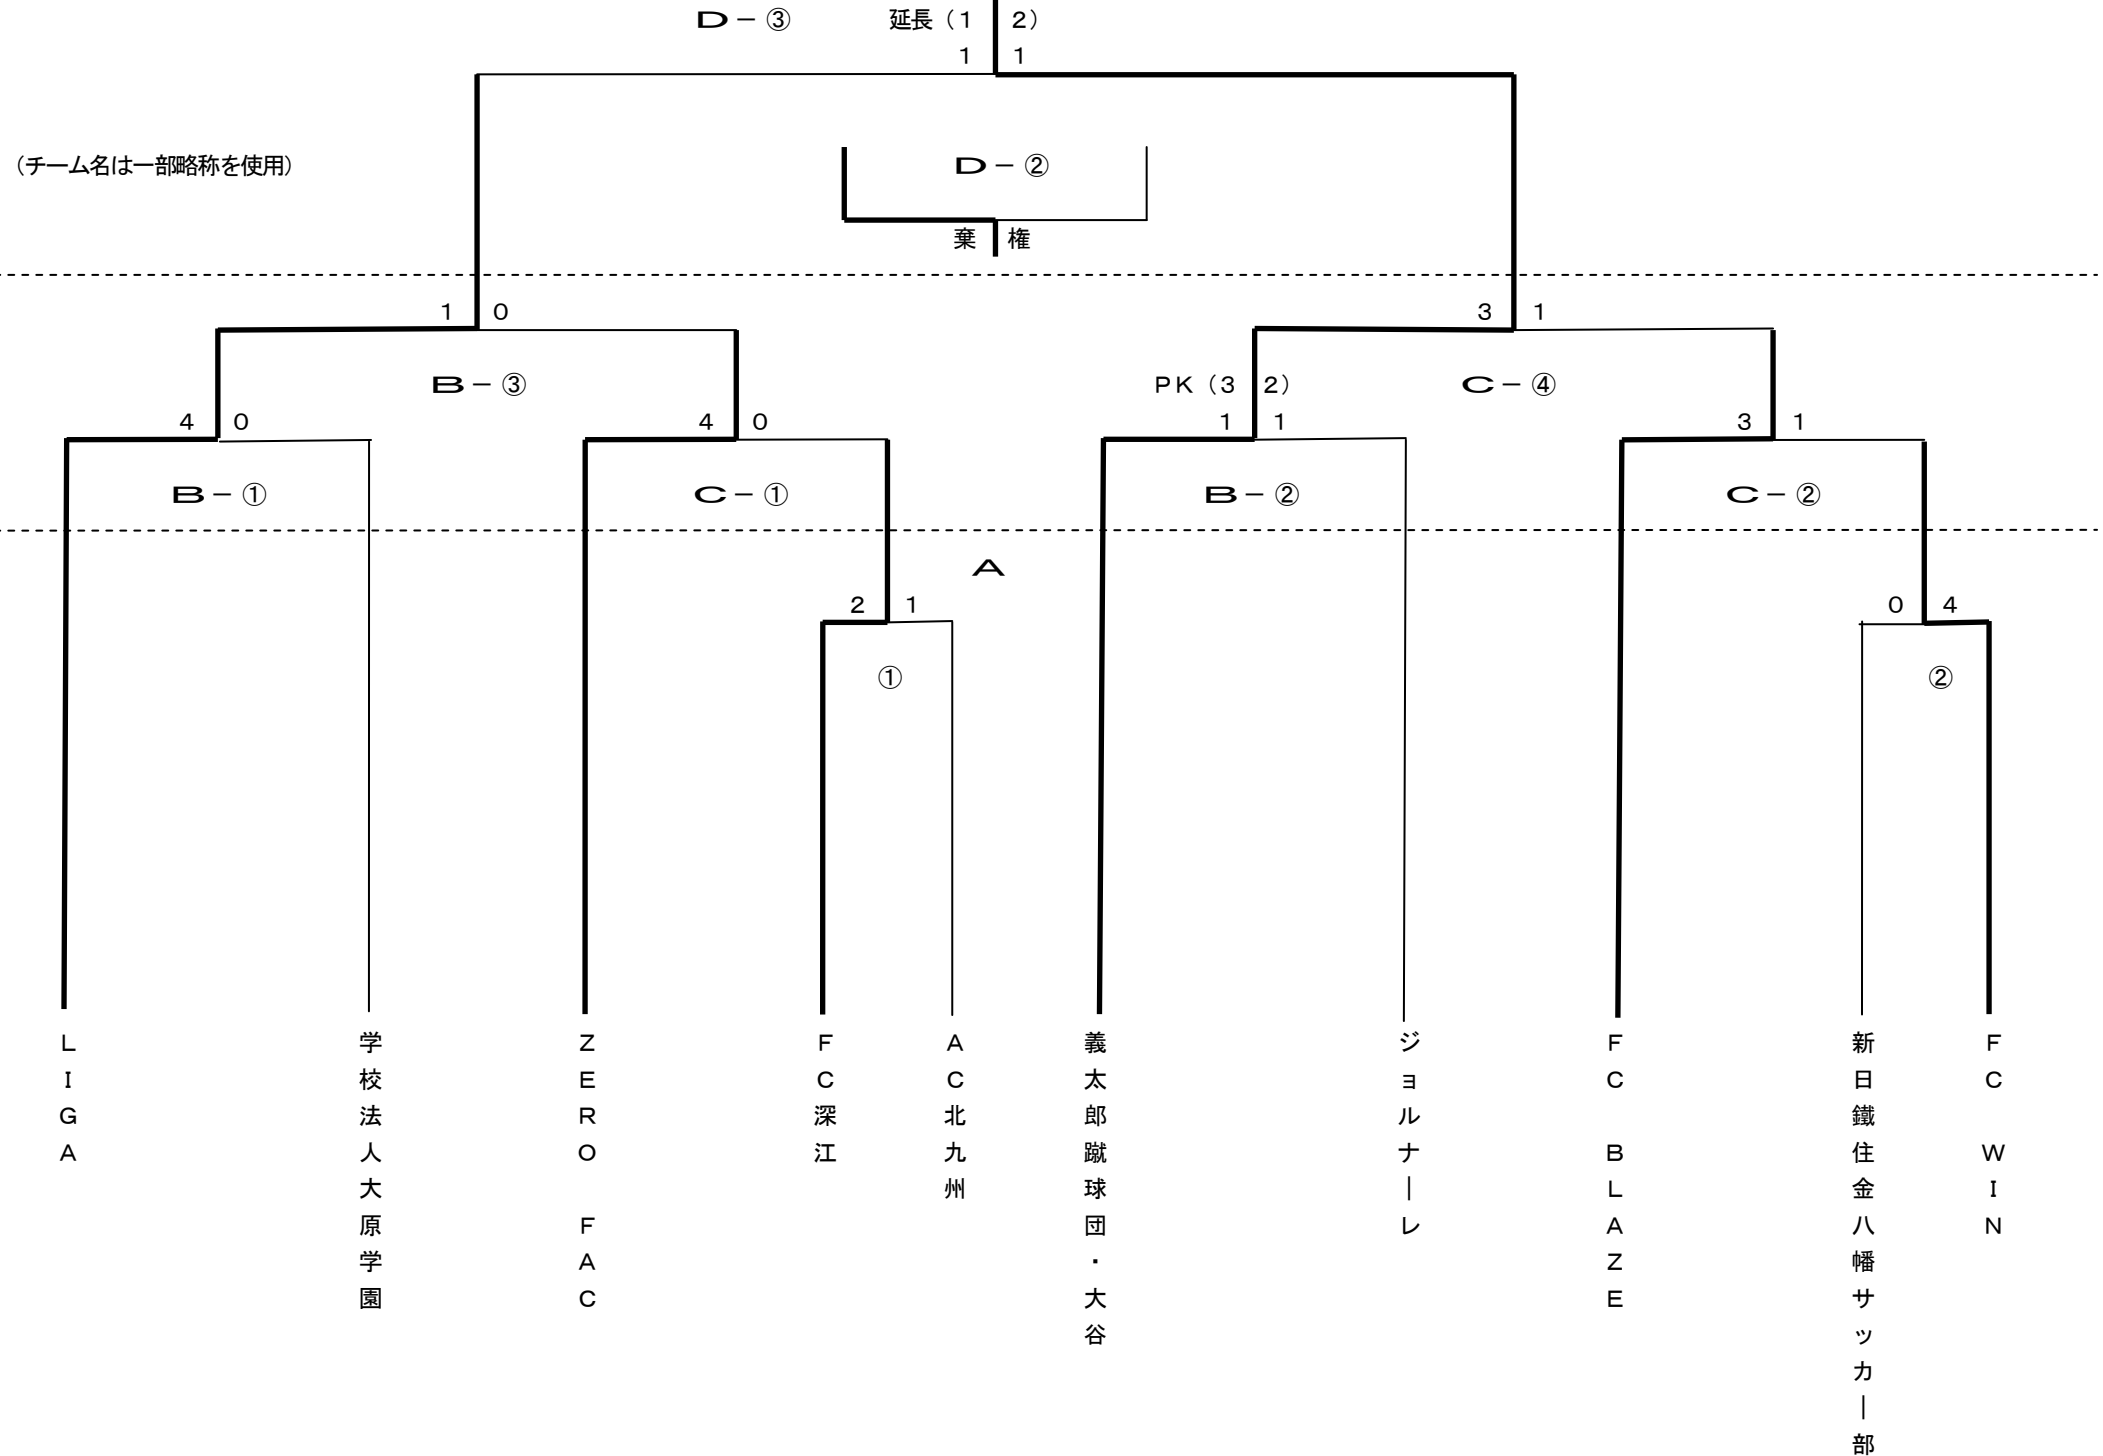 D－③ 延長（1 2）
1 1
（チーム名は一部略称を使用） D－②
棄 権
1 0 3 1
B－③ PK（3 2） C－④
4 0 4 0 1 1 3 1
B－① C－① B－② C－②
A
2 1 0 4
① ②
LIGA
学校法人大原学園
ZERO FAC
FC深江
AC北九州
義太郎蹴球団・大谷
ジョルナーレ
FC BLAZE
新日鐵住金八幡サッカー部
FC WIN